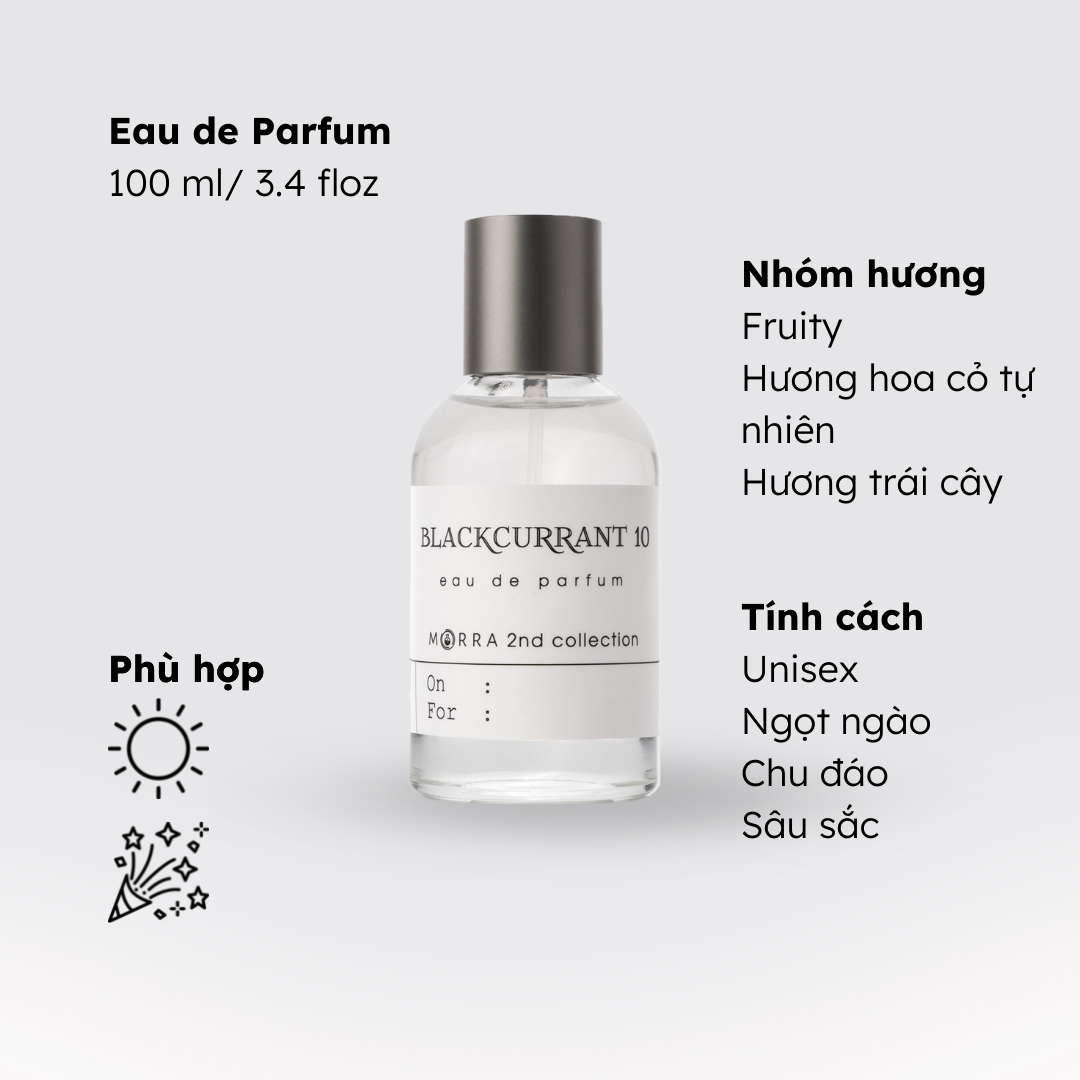 Eau de Parfum
100 ml/ 3.4 floz
Nhóm hương
Fruity
Hương hoa cỏ tự
nhiên
Hương trái cây
BLACKCURRANT 10
eau de parfum
MORRA 2nd collection
On :
For :
Tính cách
Unisex
Ngọt ngào
Chu đáo
Sâu sắc
Phù hợp